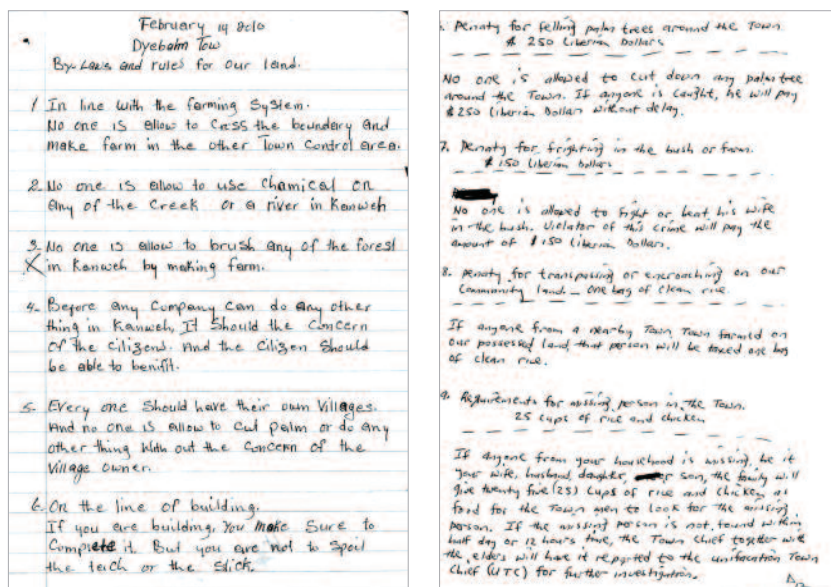 February 14 2010
Dyebahn Tow
By-Laws and rules for our land.
1. In line with the farming system.
No one is allow to Cross the boundary and
make farm in the other Town Control area.
2. No one is allow to use Chamical on
any of the Creek or a river in Kanweh
3. No one is allow to brush any of the forest
X in Kanweh by making farm.
4. Before any Company Can do any other
thing in Kanweh, It Should the Concern
of the Citizens. And the Citizen Should
be able to benifit.
5. Every one Should have their own Villages.
And no one is allow to Cut palm or do any
other thing with out the Concern of the
Village owner.
6. On the line of building.
If you are building, You make Sure to
Complete it. But you are not to Spoil
the or the Stick.
Penaty for felling palm trees around the Town
$ 250 Liberian Dollars
No one is allowed to cut down any palm tree
around the Town. If anyone is caught, he will pay
$250 Liberian Dollar without delay.
7. Penaty for frighting in the bush or farm.
$ 150 Liberian Dollars
No one is allowed to fight or beat his wife
in the bush. Violator of this crime will pay the
amount of $150 Liberian Dollars.
8. Penaty for transpassing or encroaching on our
Community land - One bag of clean rice.
If anyone from a nearby Town, Town farmed on
our possessed land, that person will be taxed one bag
of clean rice.
9. Requirements for missing person in the Town.
25 cups of rice and chicken
If anyone from your household is missing, be it
your wife, husband, daughter, or son, the family will
give twenty five (25) cups of rice and chicken as
food for the Town men to look for the missing
person. If the missing person is not found within
half day or 12 hours time, the Town Chief together with
the elders will have it reported to the unification Town
Chief (UTC) for further investigation.